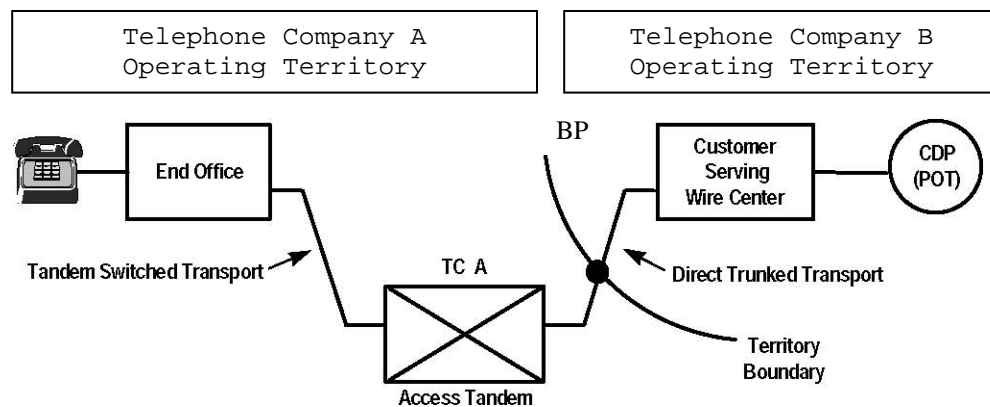 Telephone Company A
Operating Territory
Telephone Company B
Operating Territory
BP
End Office
Customer
Serving
Wire Center
CDP
(POT)
Tandem Switched Transport
TC A
Direct Trunked Transport
Territory
Boundary
Access Tandem